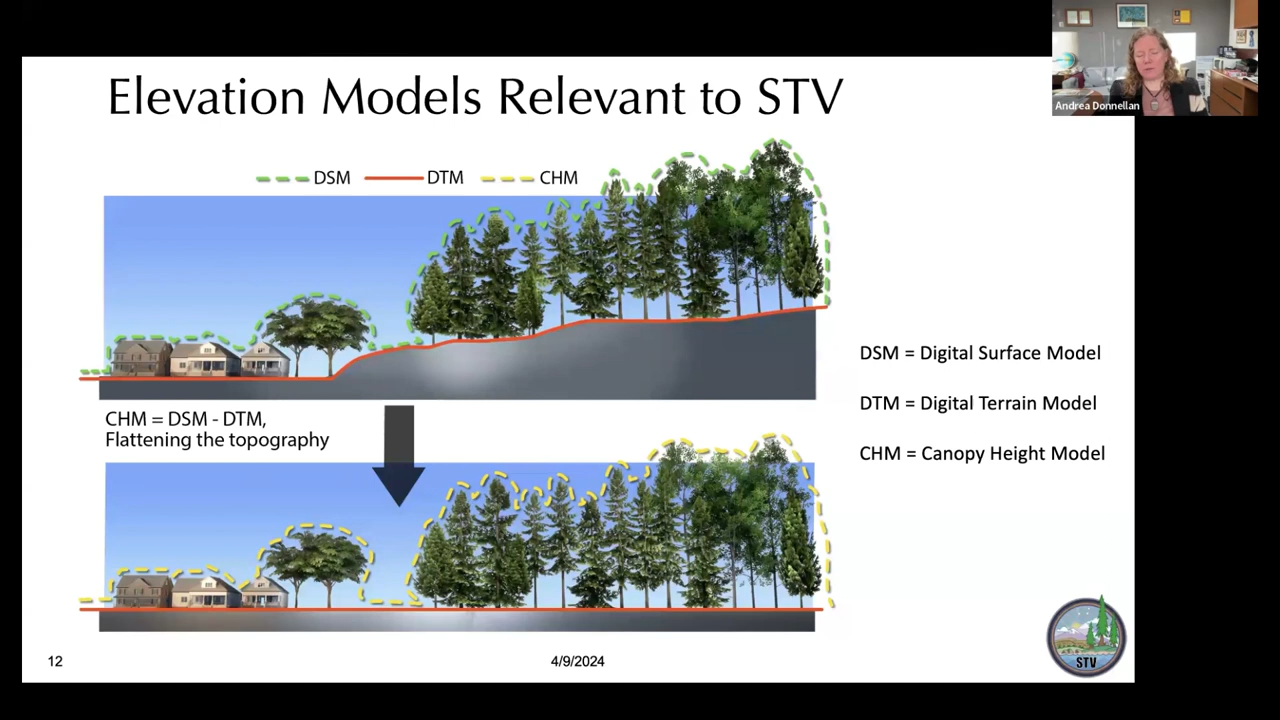 Elevation Models Relevant to STV
Andrea Donnellan
DSM DTM CHM
DSM = Digital Surface Model
DTM = Digital Terrain Model
CHM = DSM - DTM,
Flattening the topography
CHM = Canopy Height Model
12
4/9/2024
STV